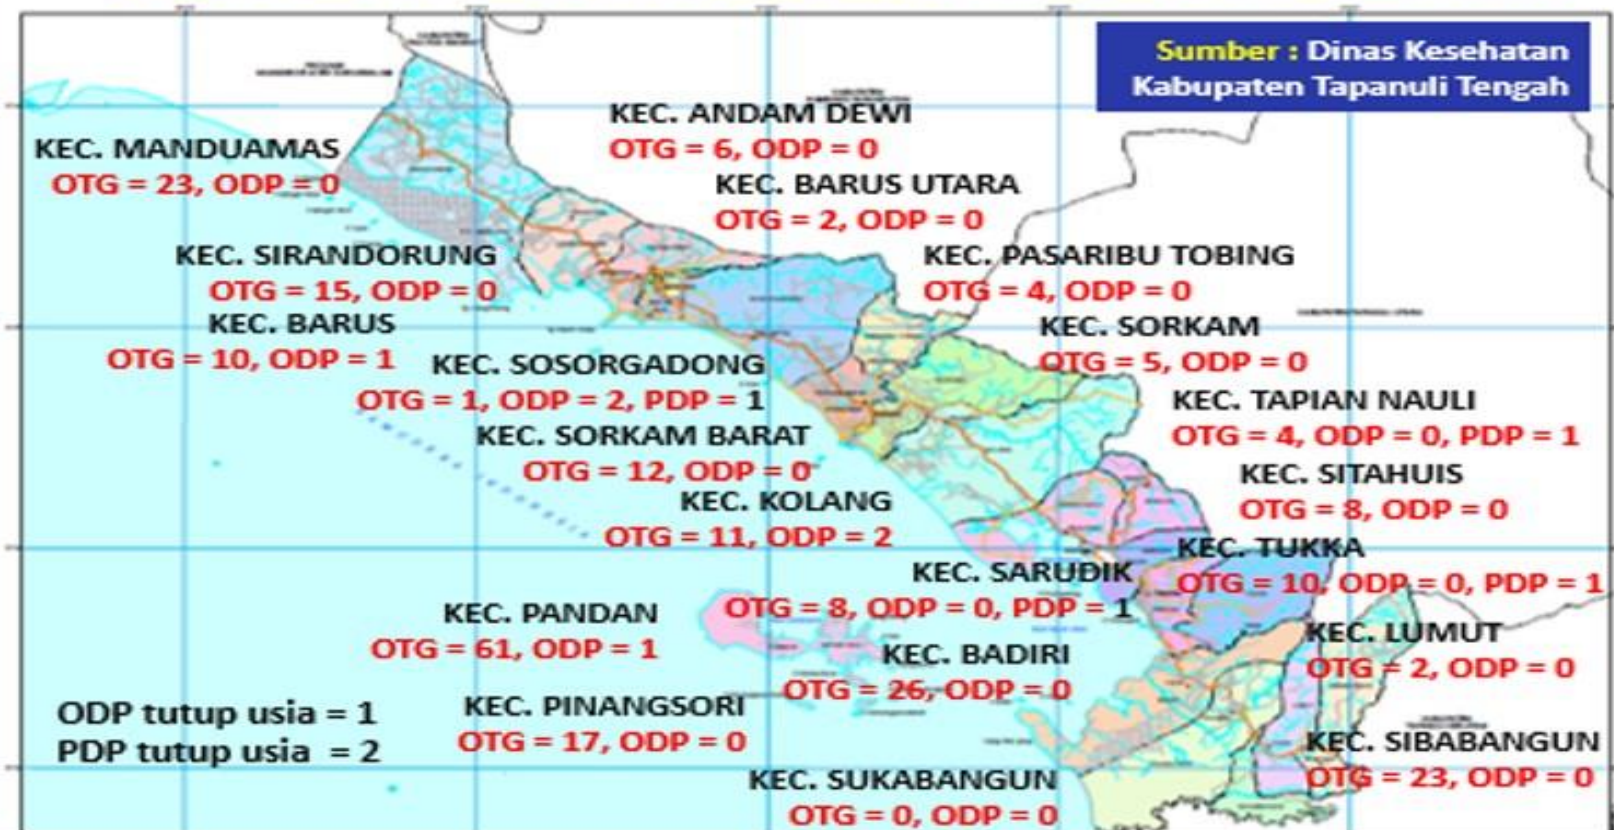 Sumber : Dinas Kesehatan
Kabupaten Tapanuli Tengah
KEC. ANDAM DEWI
OTG = 6, ODP = 0
KEC. MANDUAMAS
OTG = 23, ODP = 0
KEC. BARUS UTARA
OTG = 2, ODP = 0
KEC. SIRANDORUNG
OTG = 15, ODP = 0
KEC. PASARIBU TOBING
OTG = 4, ODP = 0
KEC. BARUS
OTG = 10, ODP = 1
KEC. SORKAM
OTG = 5, ODP = 0
KEC. SOSORGADONG
OTG = 1, ODP = 2, PDP = 1
KEC. TAPIAN NAULI
OTG = 4, ODP = 0, PDP = 1
KEC. SORKAM BARAT
OTG = 12, ODP = 0
KEC. SITAHUIS
OTG = 8, ODP = 0
KEC. KOLANG
OTG = 11, ODP = 2
KEC. TUKKA
OTG = 10, ODP = 0, PDP = 1
KEC. SARUDIK
OTG = 8, ODP = 0, PDP = 1
KEC. PANDAN
OTG = 61, ODP = 1
KEC. LUMUT
OTG = 2, ODP = 0
KEC. BADIRI
OTG = 26, ODP = 0
KEC. PINANGSORI
OTG = 17, ODP = 0
ODP tutup usia = 1
PDP tutup usia = 2
KEC. SIBABANGUN
OTG = 23, ODP = 0
KEC. SUKABANGUN
OTG = 0, ODP = 0